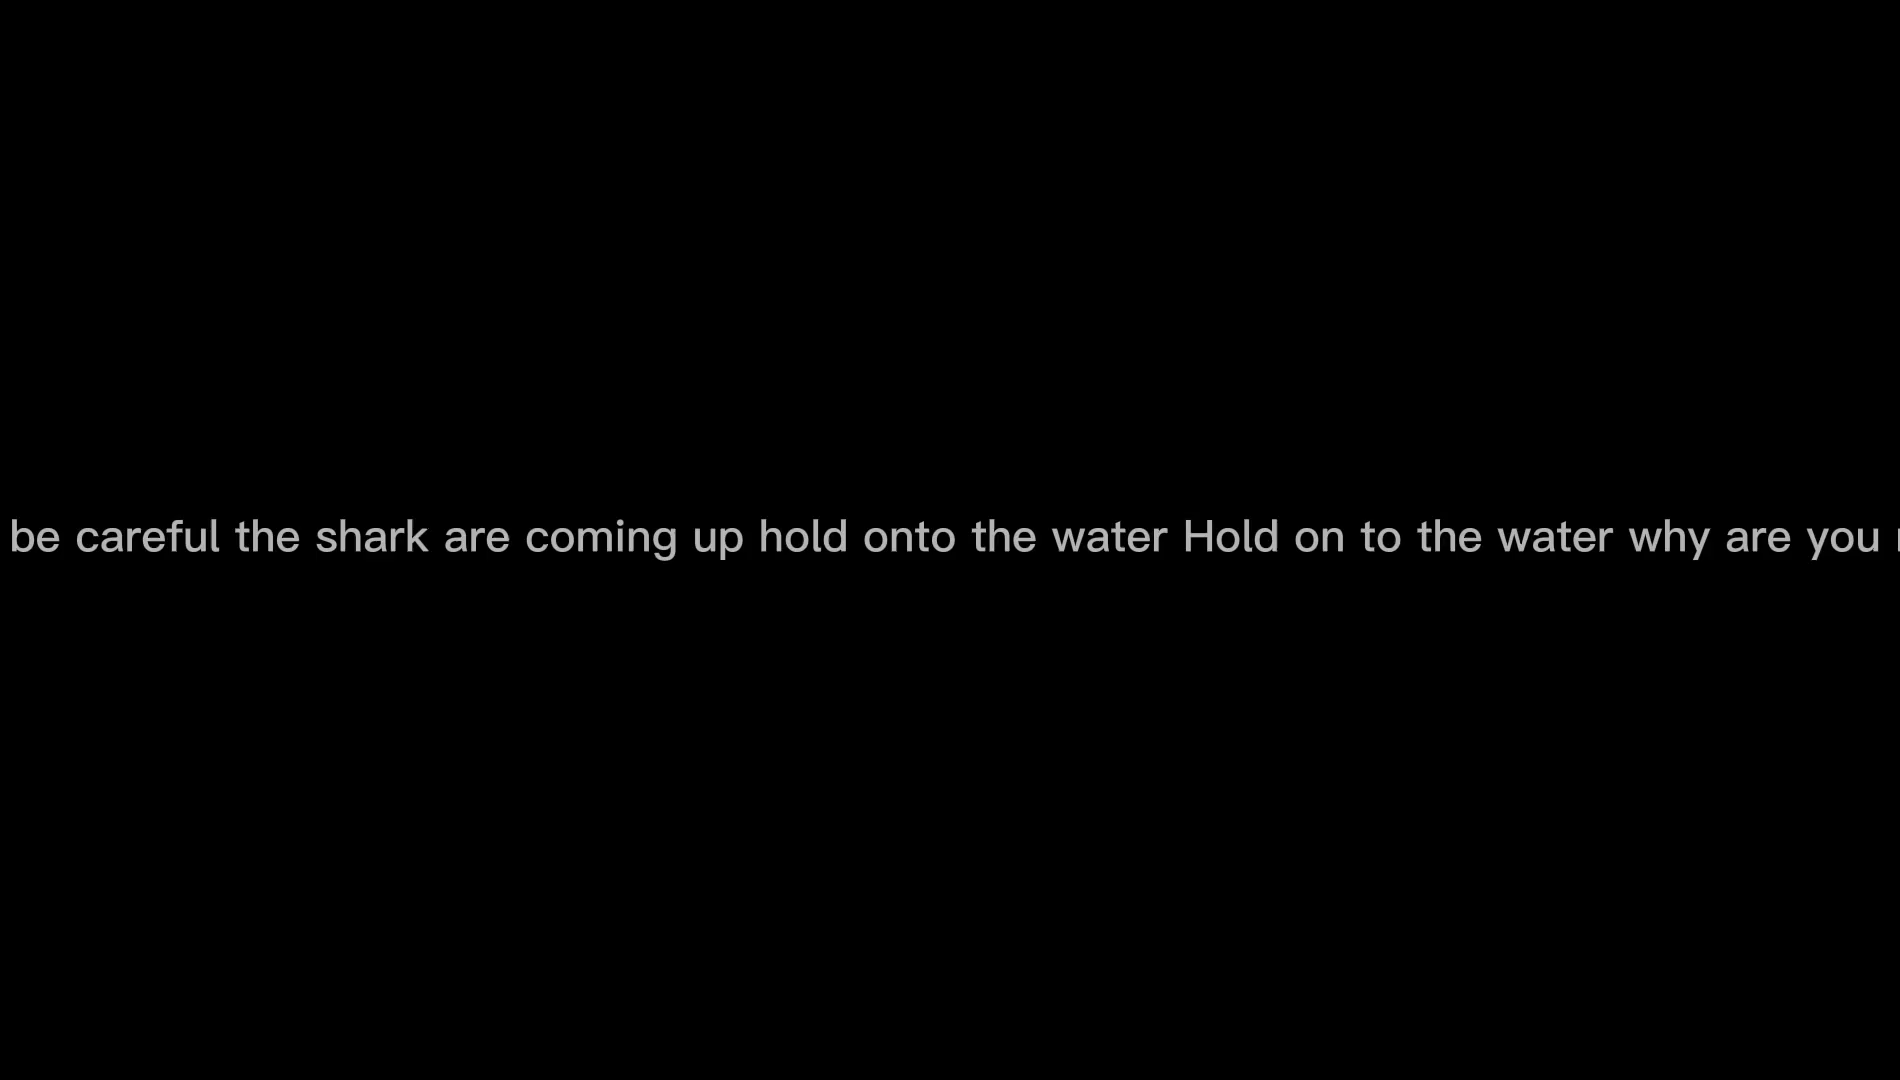 be careful the shark are coming up hold onto the water Hold on to the water why are you